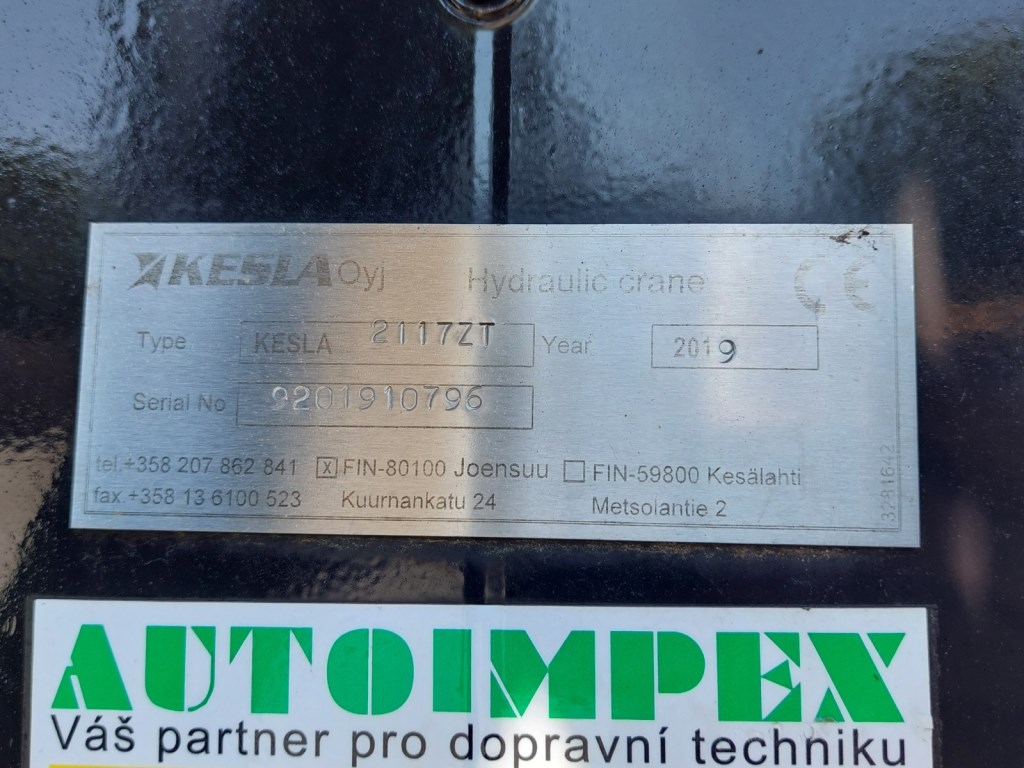 KESLA Oyj Hydraulic crane CE
Type KESLA 2117ZT Year 2019
Serial No 9201910796
tel.+358 207 862 841 x FIN-80100 Joensuu FIN-59800 Kesälahti
fax.+358 13 6100 523 Kuurnankatu 24 Metsolantie 2
3281642
AUTOIMPEX
Váš partner pro dopravní techniku